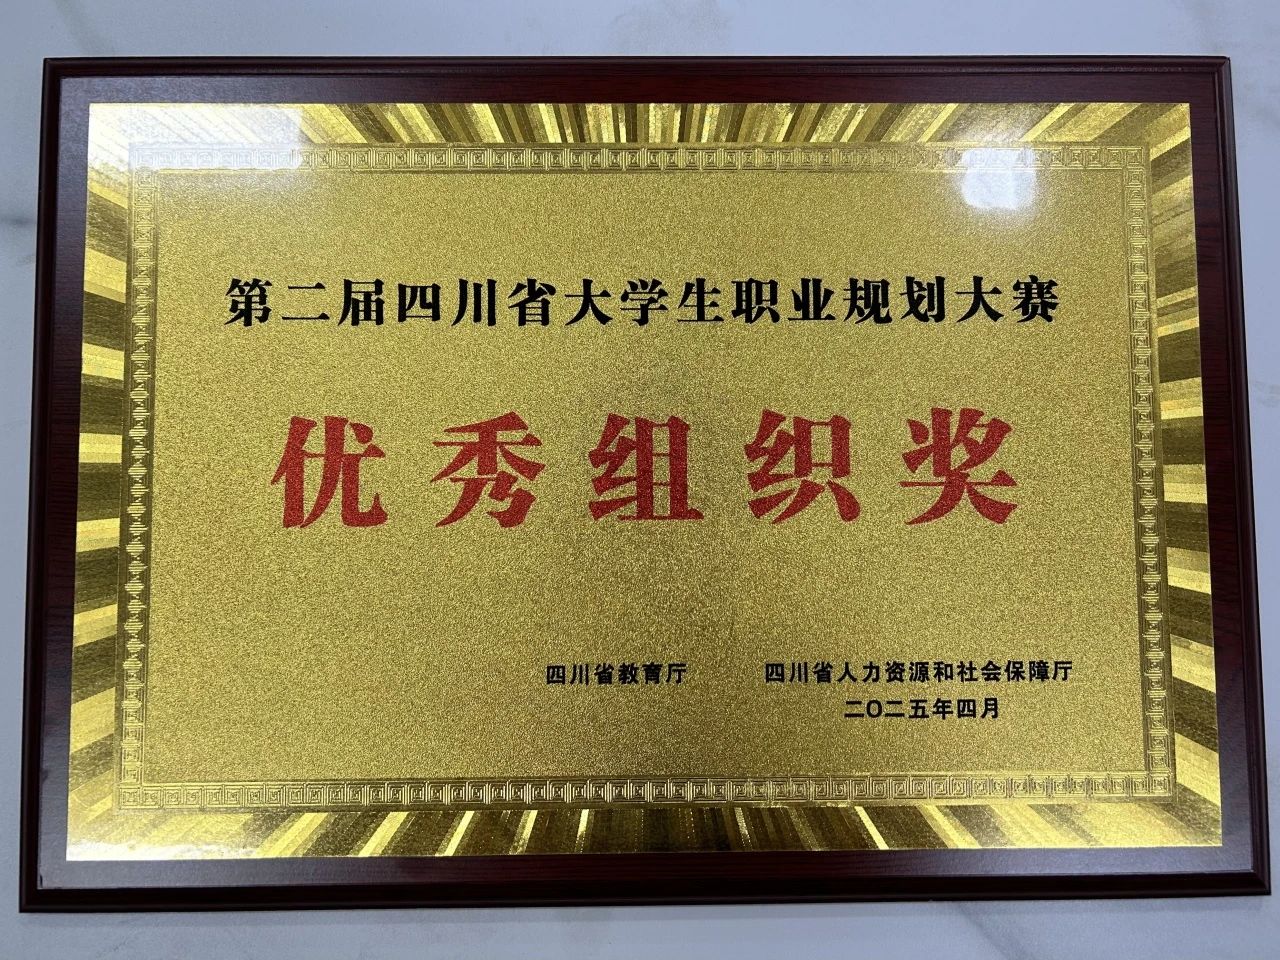 第二届四川省大学生职业规划大赛
优秀组织奖
四川省教育厅 四川省人力资源和社会保障厅
二〇二五年四月